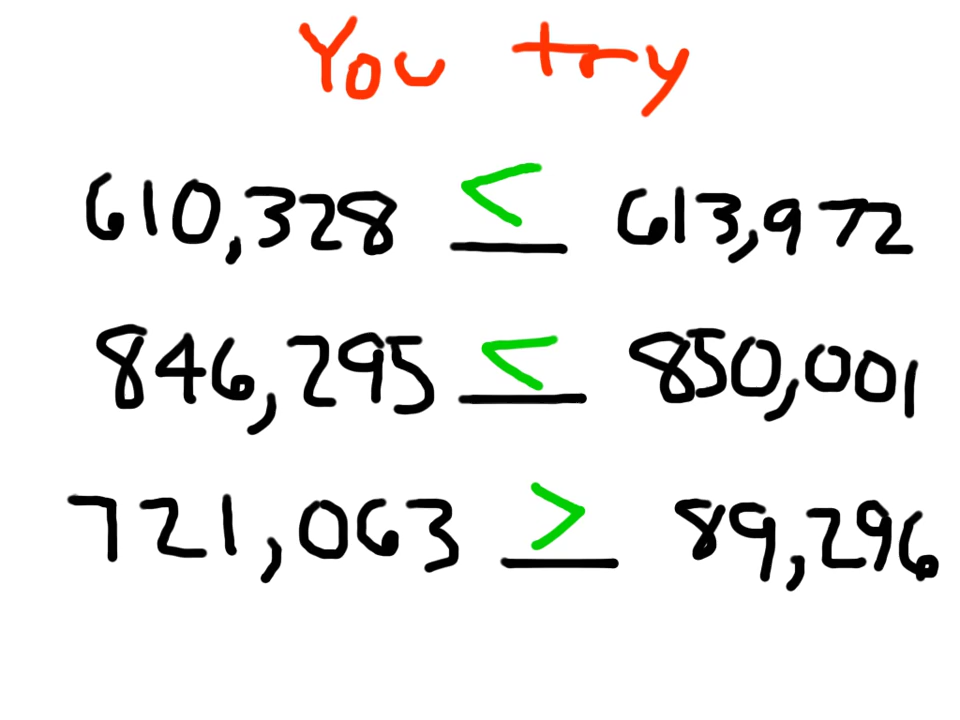 You try
610,328 < 613,972
846,295 < 850,001
721,063 > 89,296